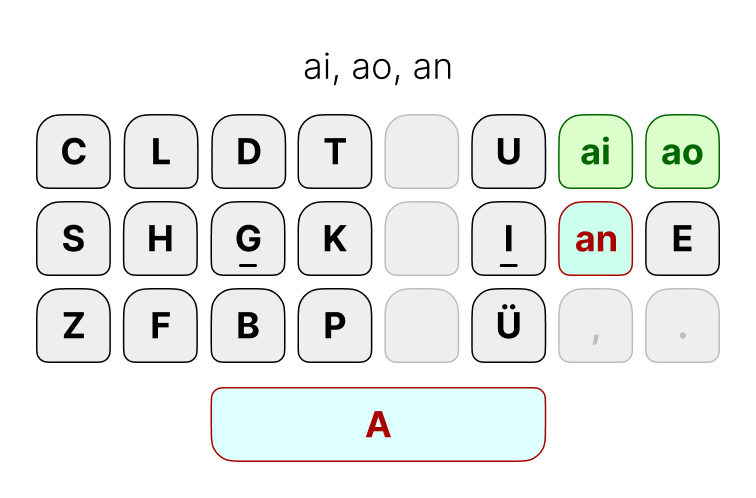 ai, ao, an
C L D T U ai ao
S H G K I an E
Z F B P Ü , .
A